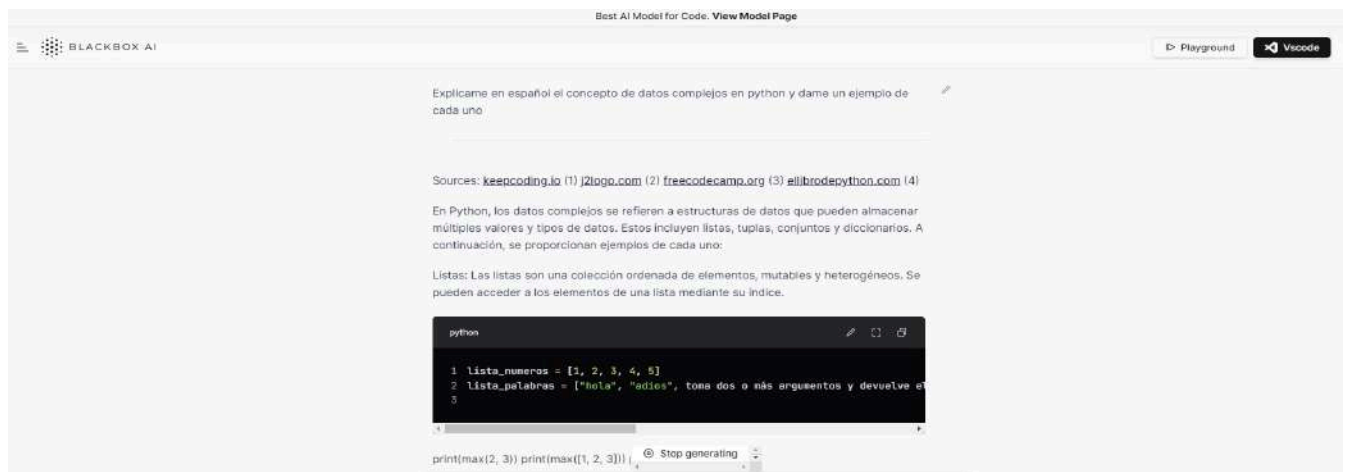 Best AI Model for Code. View Model Page
BLACKBOX AI
Playground
Vscode
Explicame en español el concepto de datos complejos en python y dame un ejemplo de
cada uno
Sources: keepcoding.io (1) j2logo.com (2) freecodecamp.org (3) ellibrodepython.com (4)
En Python, los datos complejos se refieren a estructuras de datos que pueden almacenar
múltiples valores y tipos de datos. Estos incluyen listas, tuplas, conjuntos y diccionarios. A
continuación, se proporcionan ejemplos de cada uno:
Listas: Las listas son una colección ordenada de elementos, mutables y heterogéneos. Se
pueden acceder a los elementos de una lista mediante su índice.
python
1 lista_numeros = [1, 2, 3, 4, 5]
2 lista_palabras = ["hola", "adios", toma dos o más argumentos y devuelve el
3
print(max(2, 3)) print(max([1, 2, 3]))
Stop generating